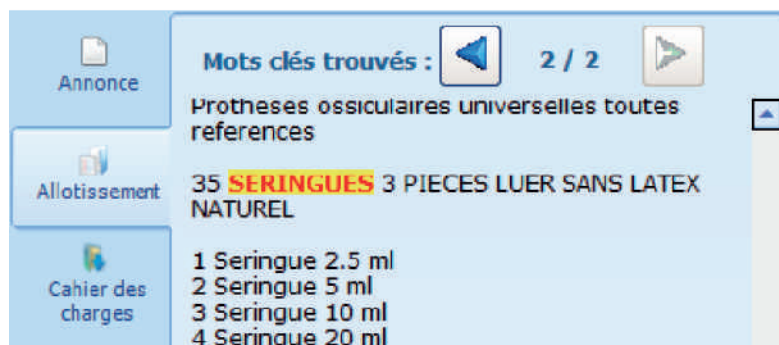 Annonce
Allotissement
Cahier des
charges
Mots clés trouvés :
2 / 2
Protheses ossiculaires universelles toutes
references
35 SERINGUES 3 PIECES LUER SANS LATEX
NATUREL
1 Seringue 2.5 ml
2 Seringue 5 ml
3 Seringue 10 ml
4 Seringue 20 ml